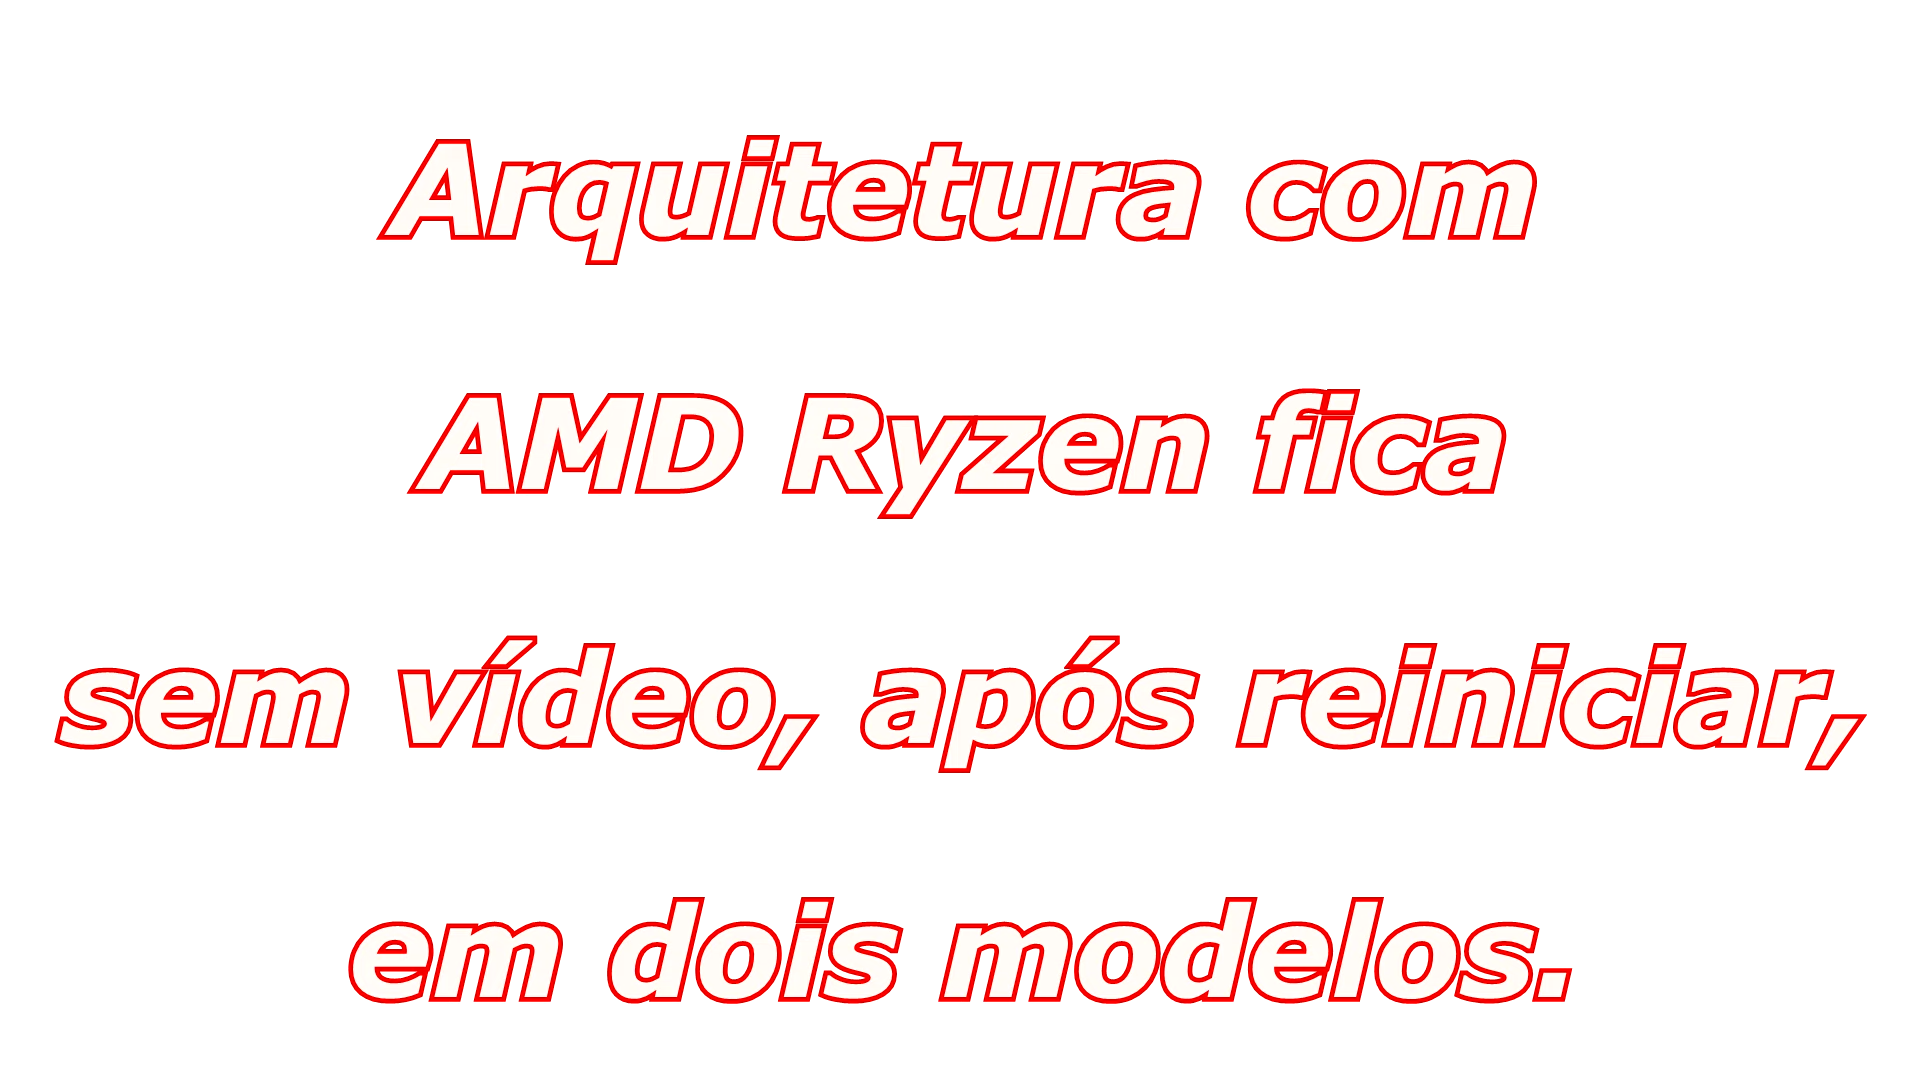 Arquitetura com
AMD Ryzen fica
sem vídeo, após reiniciar,
em dois modelos.